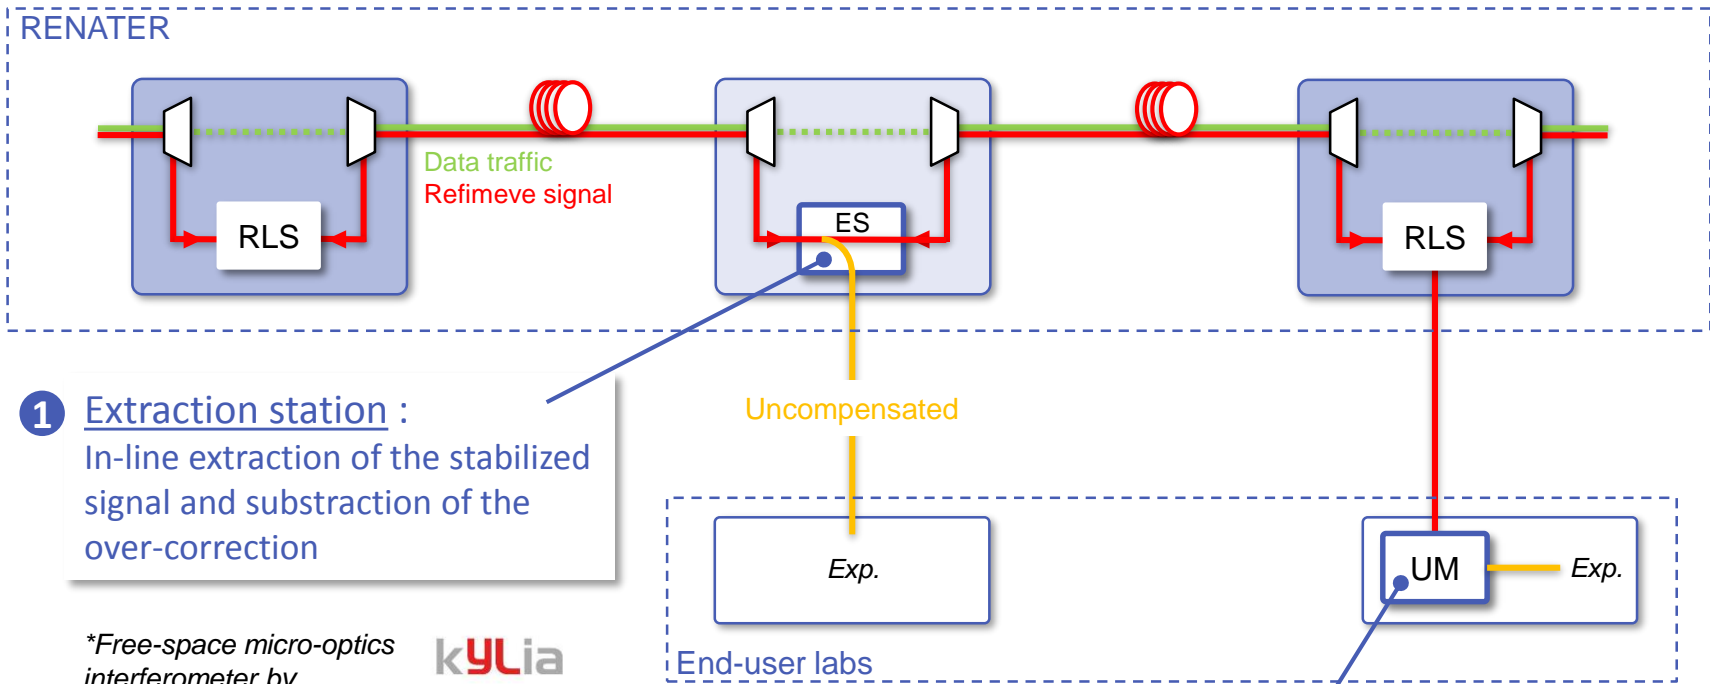 RENATER
Data traffic
Refimeve signal
RLS
ES
RLS
1 Extraction station :
In-line extraction of the stabilized
signal and substraction of the
over-correction
Uncompensated
Exp.
UM
Exp.
End-user labs
*Free-space micro-optics
interferometer by
kYLia